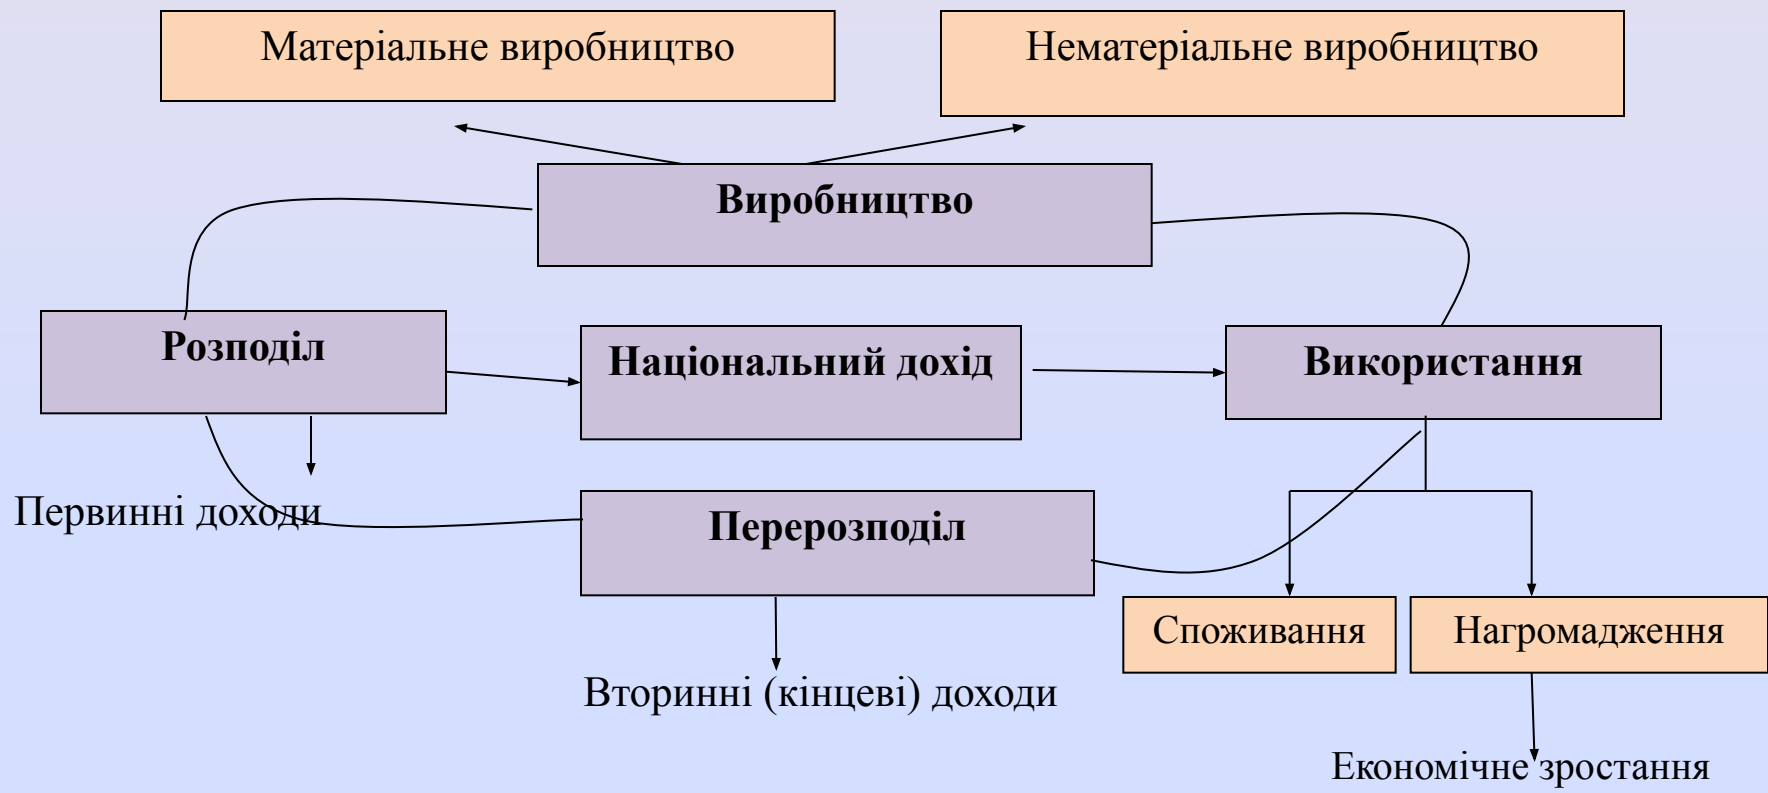 Матеріальне виробництво
Нематеріальне виробництво
Виробництво
Розподіл
Національний дохід
Використання
Первинні доходи
Перерозподіл
Споживання
Нагромадження
Вторинні (кінцеві) доходи
Економічне зростання